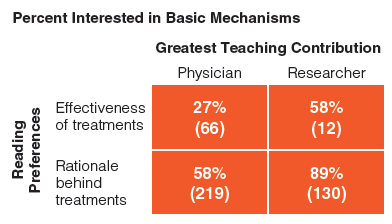 Percent Interested in Basic Mechanisms
Greatest Teaching Contribution
Physician Researcher
Reading
Preferences
Effectiveness
of treatments
27%
(66)
58%
(12)
Rationale
behind
treatments
58%
(219)
89%
(130)